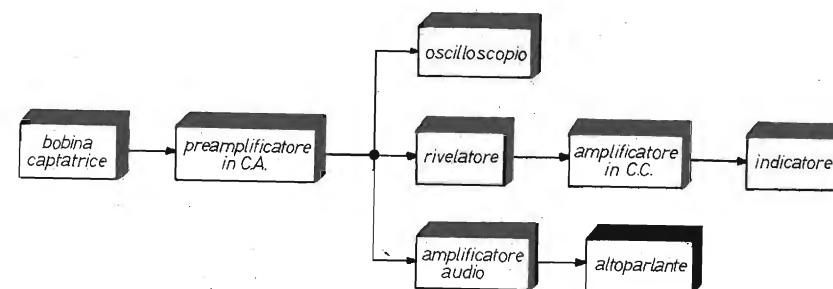 oscilloscopio
bobina
captatrice
preamplificatore
in C.A.
rivelatore
amplificatore
in C.C.
indicatore
amplificatore
audio
altoparlante